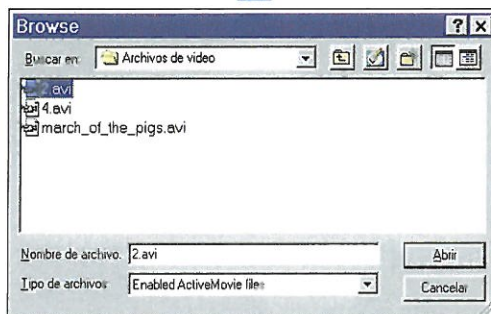 Browse
Buscar en: Archivos de video
2.avi
4.avi
march_of_the_pigs.avi
Nombre de archivo. 2.avi
Abrir
Tipo de archivos: Enabled ActiveMovie files
Cancelar